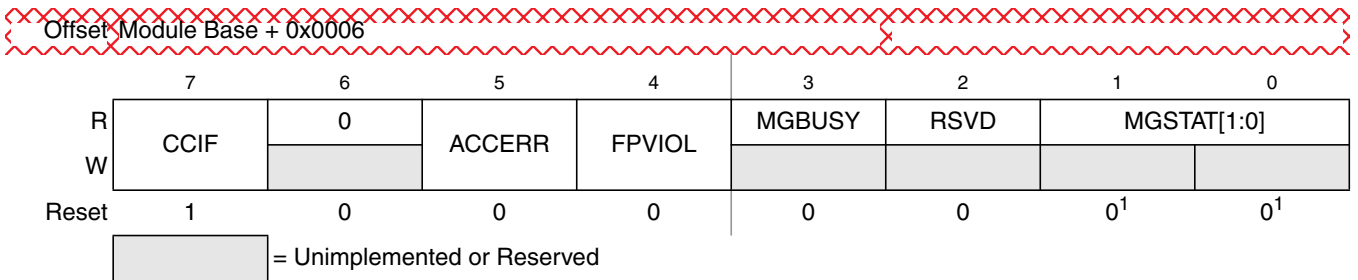 Offset Module Base + 0x0006
7 6 5 4 3 2 1 0
R CCIF 0 ACCERR FPVIOL MGBUSY RSVD MGSTAT[1:0]
W
Reset 1 0 0 0 0 0 0¹ 0¹
= Unimplemented or Reserved